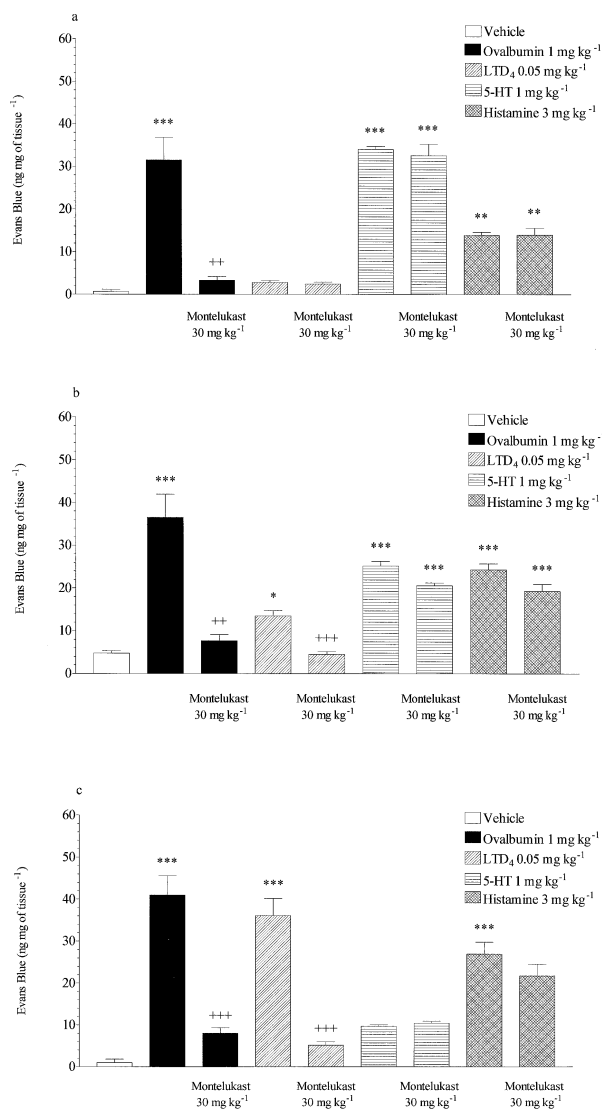 a
Vehicle
Ovalbumin 1 mg kg⁻¹
LTD₄ 0.05 mg kg⁻¹
5-HT 1 mg kg⁻¹
Histamine 3 mg kg⁻¹
Evans Blue (ng mg of tissue ⁻¹)
60
50
40
30
20
10
0
*** ++ *** *** ** **
Montelukast Montelukast Montelukast Montelukast
30 mg kg⁻¹ 30 mg kg⁻¹ 30 mg kg⁻¹ 30 mg kg⁻¹
b
Vehicle
Ovalbumin 1 mg kg⁻¹
LTD₄ 0.05 mg kg⁻¹
5-HT 1 mg kg⁻¹
Histamine 3 mg kg⁻¹
Evans Blue (ng mg of tissue ⁻¹)
60
50
40
30
20
10
0
*** ++ * +++ *** *** *** ***
Montelukast Montelukast Montelukast Montelukast
30 mg kg⁻¹ 30 mg kg⁻¹ 30 mg kg⁻¹ 30 mg kg⁻¹
c
Vehicle
Ovalbumin 1 mg kg⁻¹
LTD₄ 0.05 mg kg⁻¹
5-HT 1 mg kg⁻¹
Histamine 3 mg kg⁻¹
Evans Blue (ng mg of tissue ⁻¹)
60
50
40
30
20
10
0
*** +++ *** +++ ***
Montelukast Montelukast Montelukast Montelukast
30 mg kg⁻¹ 30 mg kg⁻¹ 30 mg kg⁻¹ 30 mg kg⁻¹